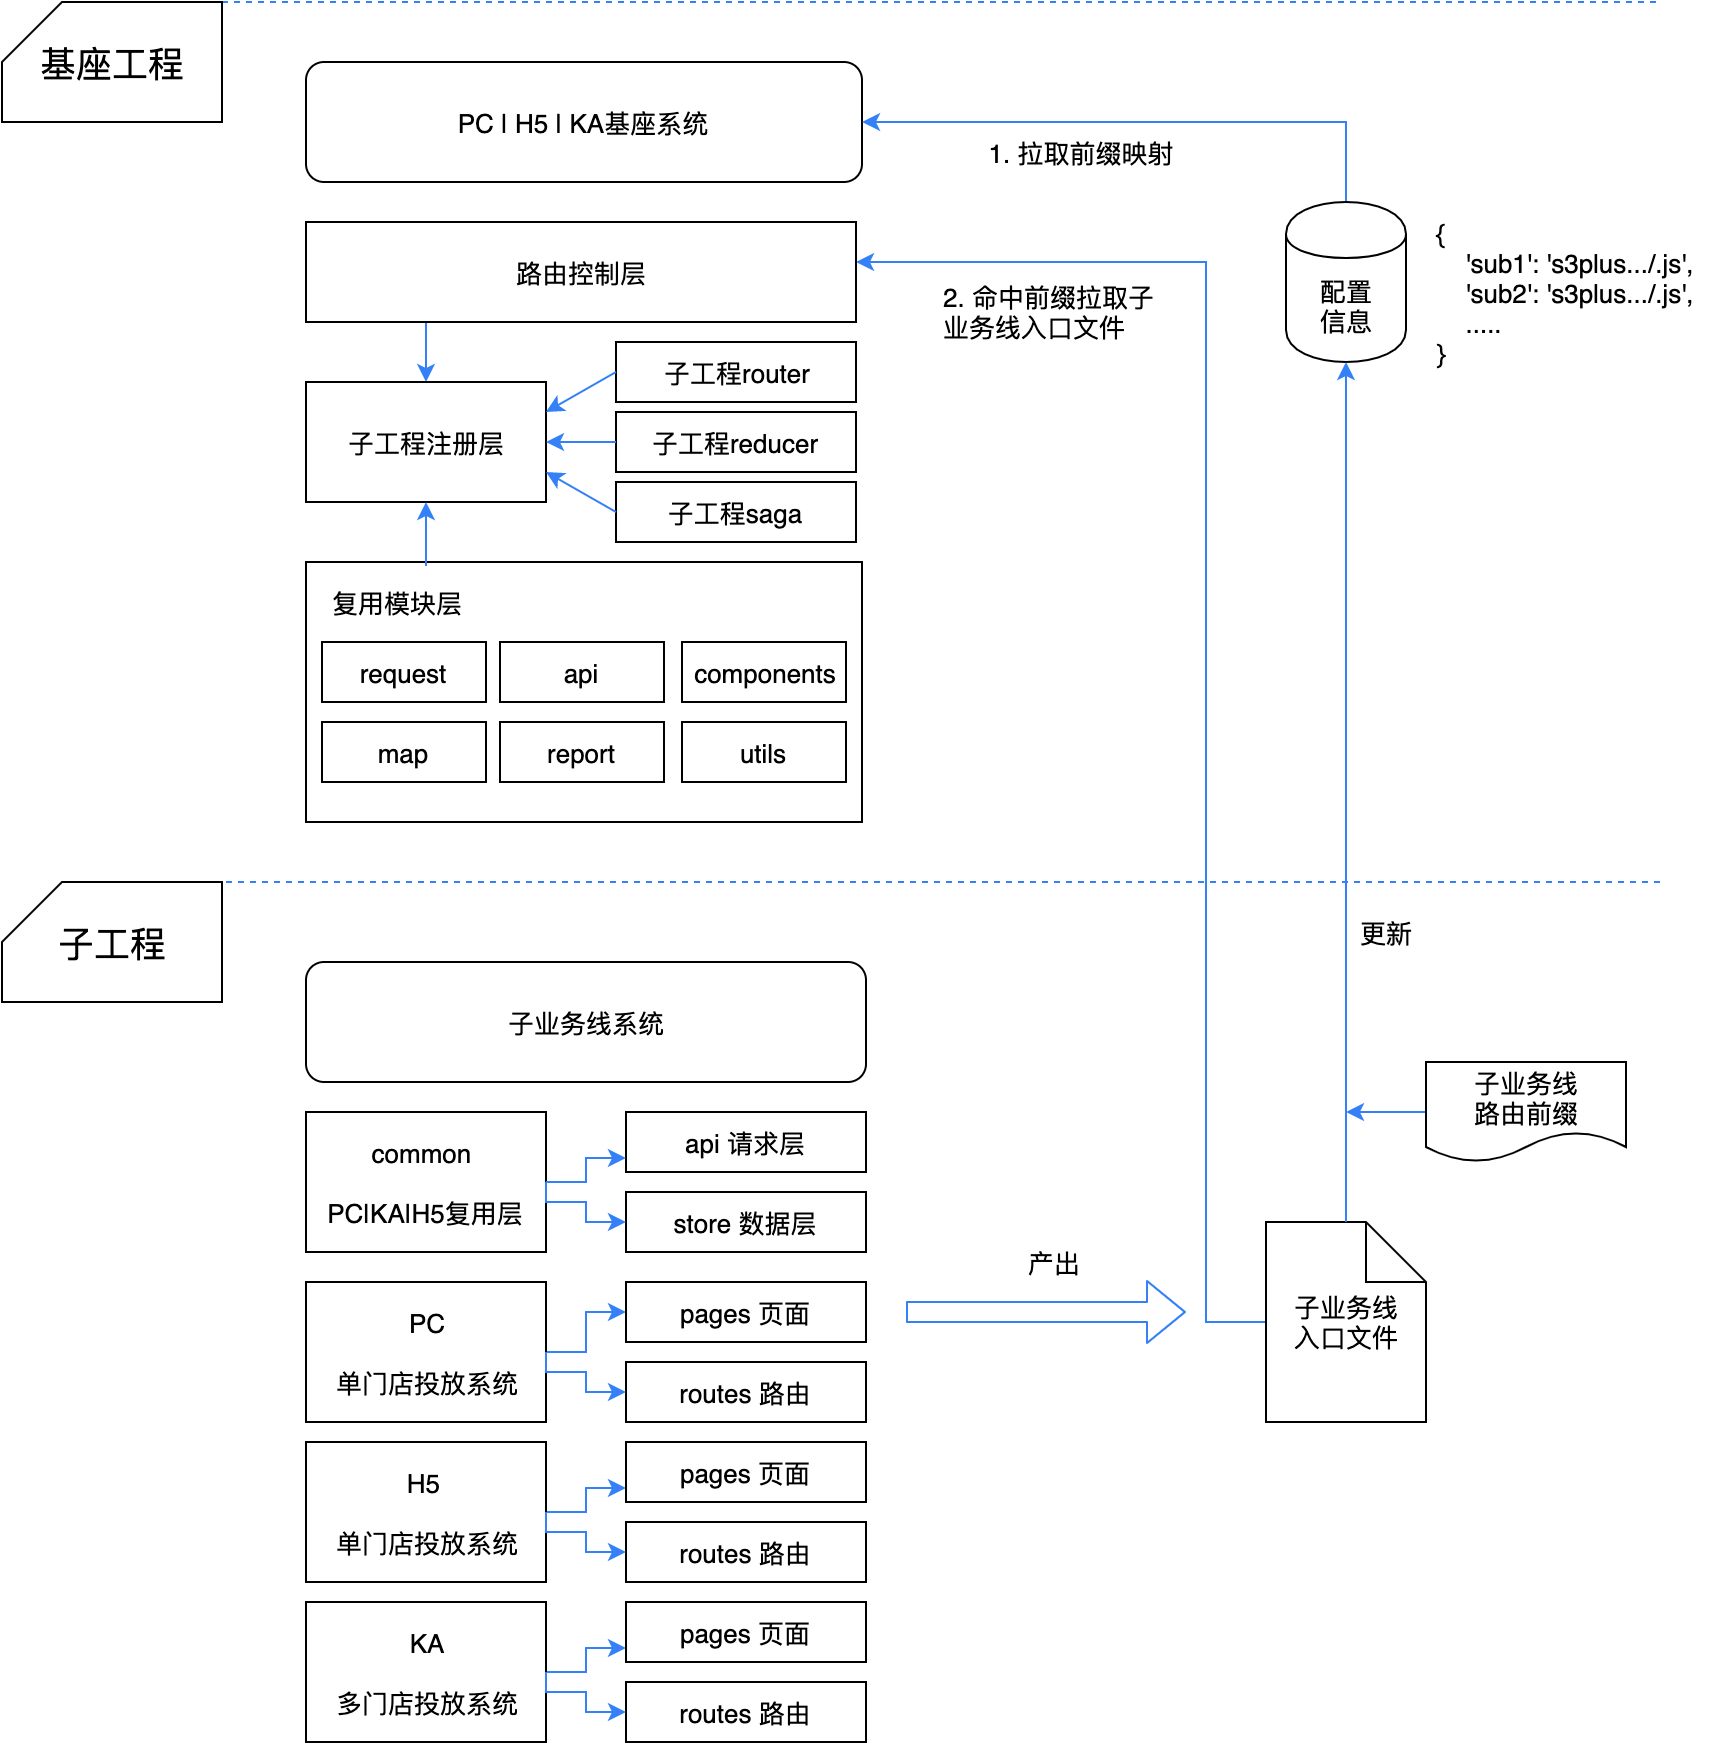 基座工程
PC | H5 | KA基座系统
1. 拉取前缀映射
路由控制层
2. 命中前缀拉取子
业务线入口文件
配置
信息
{
'sub1': 's3plus.../.js',
'sub2': 's3plus.../.js',
.....
}
子工程注册层
子工程router
子工程reducer
子工程saga
复用模块层
request
api
components
map
report
utils
子工程
更新
子业务线系统
子业务线
路由前缀
common
PC|KA|H5复用层
api 请求层
store 数据层
产出
子业务线
入口文件
PC
单门店投放系统
pages 页面
routes 路由
H5
单门店投放系统
pages 页面
routes 路由
KA
多门店投放系统
pages 页面
routes 路由